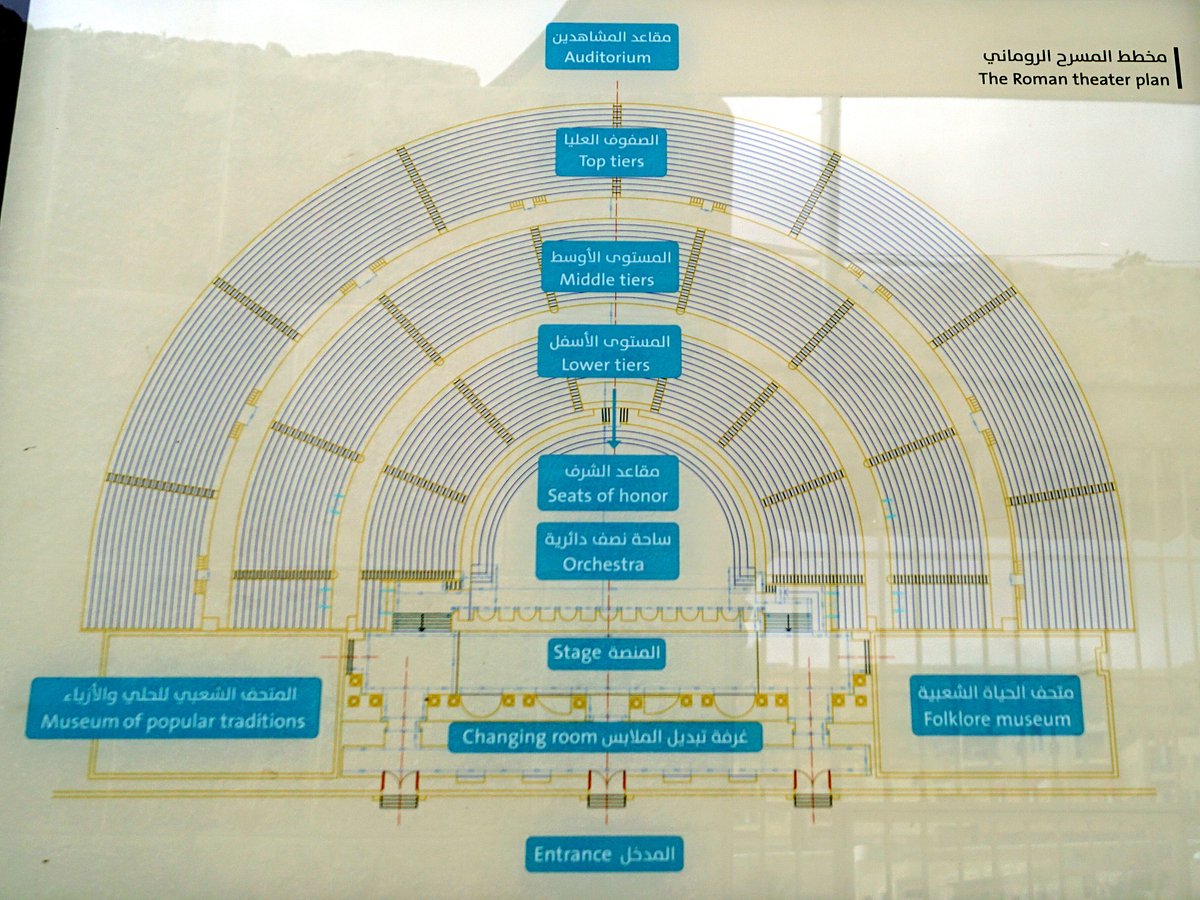 مقاعد المشاهدين
Auditorium
مخطط المسرح الروماني
The Roman theater plan
الصفوف العليا
Top tiers
المستوى الأوسط
Middle tiers
المستوى الأسفل
Lower tiers
مقاعد الشرف
Seats of honor
ساحة نصف دائرية
Orchestra
Stage المنصة
المتحف الشعبي للحلي والأزياء
Museum of popular traditions
متحف الحياة الشعبية
Folklore museum
Changing room غرفة تبديل الملابس
Entrance المدخل